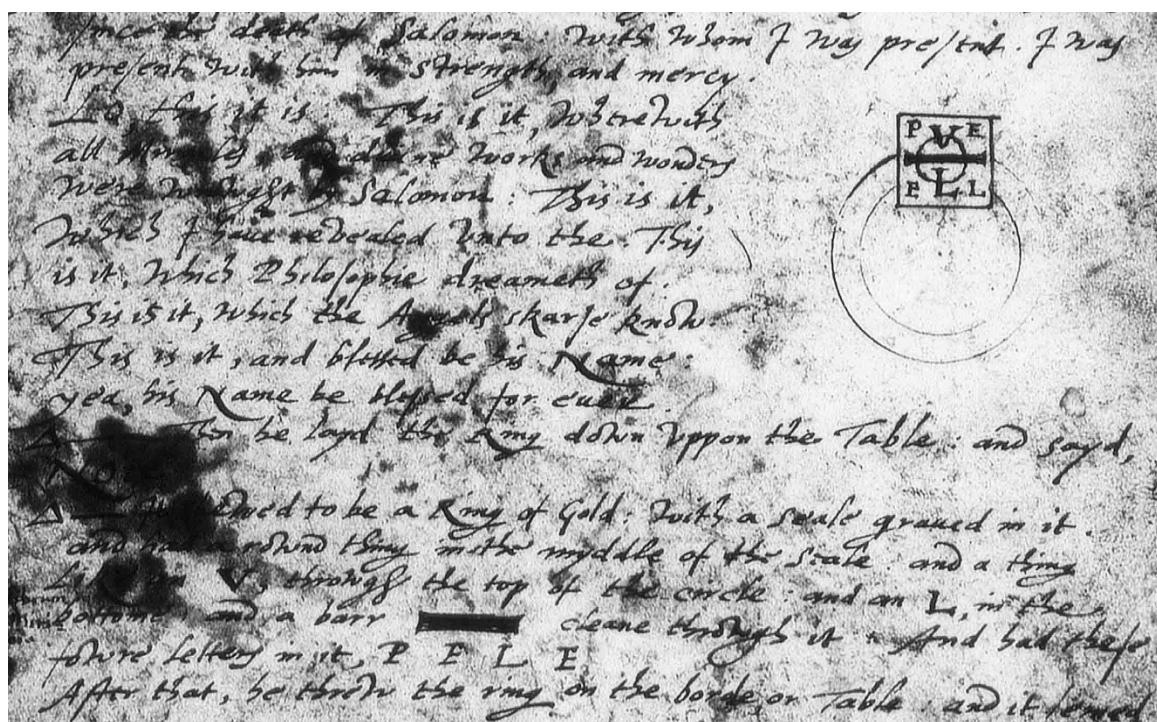 since the death of Salomon: with whom I was present. I was
present with him in strength, and mercy.
Lo, this it is. This is it, wherewith
all Miracles, and divine works and wonders
were wrought by Salomon: This is it,
which I have revealed unto the. This
is it, which Philosophie dreameth of.
This is it, which the Angels skarse know.
This is it, and blessed be his Name:
yea, his Name be blessed for ever.
Δ Then he layd the Ring down uppon the Table: and sayd,
Note
Δ It shewed to be a Ring of Gold: with a seale graved in it:
and had a rownd thing in the myddle of the seale and a thing
like an V, through the top of the circle: and an L, in the
bottome: and a barr cleane through it: And had these
fowre letters in it, P E L E
After that, he threw the ring on the borde, or Table: and it semed
P E
V
L
E L